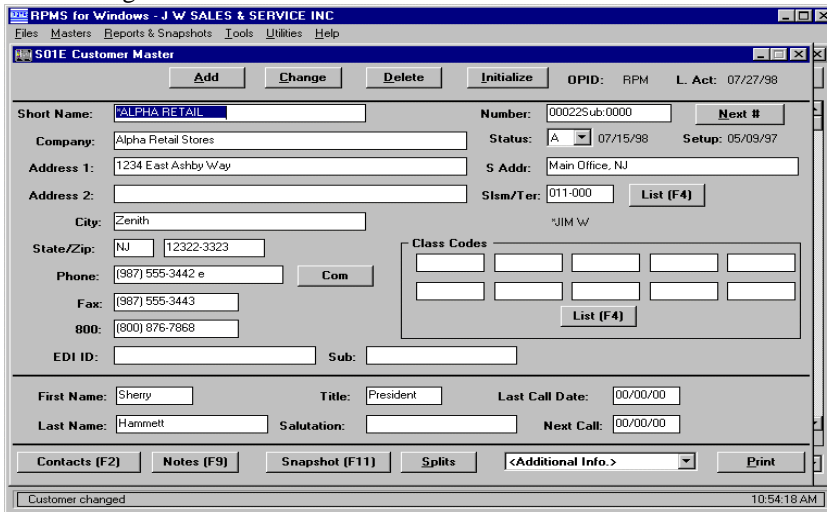 RPMS for Windows - J W SALES & SERVICE INC
Files Masters Reports & Snapshots Tools Utilities Help
S01E Customer Master
Add Change Delete Initialize OPID: RPM L. Act: 07/27/98
Short Name: *ALPHA RETAIL Number: 00022Sub:0000 Next #
Company: Alpha Retail Stores Status: A 07/15/98 Setup: 05/09/97
Address 1: 1234 East Ashby Way S Addr: Main Office, NJ
Address 2: Slsm/Ter: 011-000 List (F4)
City: Zenith *JIM W
State/Zip: NJ 12322-3323 Class Codes
Phone: (987) 555-3442 e Com
Fax: (987) 555-3443
800: (800) 876-7868 List (F4)
EDI ID: Sub:
First Name: Sherry Title: President Last Call Date: 00/00/00
Last Name: Hammett Salutation: Next Call: 00/00/00
Contacts (F2) Notes (F9) Snapshot (F11) Splits <Additional Info.> Print
Customer changed 10:54:18 AM